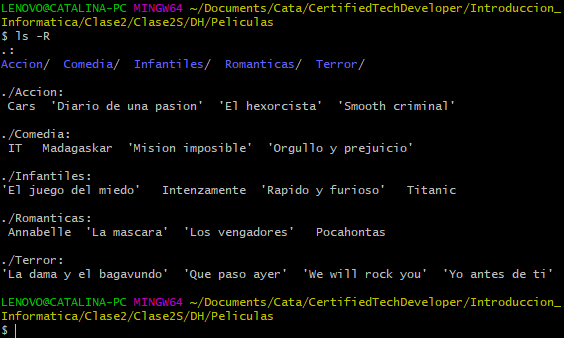 LENOVO@CATALINA-PC MINGW64 ~/Documents/Cata/CertifiedTechDeveloper/Introduccion_
Informatica/Clase2/Clase2S/DH/Peliculas
$ ls -R
.:
Accion/  Comedia/  Infantiles/  Romanticas/  Terror/

./Accion:
 Cars  'Diario de una pasion'  'El hexorcista'  'Smooth criminal'

./Comedia:
 IT   Madagaskar  'Mision imposible'  'Orgullo y prejuicio'

./Infantiles:
'El juego del miedo'   Intenzamente  'Rapido y furioso'   Titanic

./Romanticas:
 Annabelle  'La mascara'  'Los vengadores'   Pocahontas

./Terror:
'La dama y el bagavundo'  'Que paso ayer'  'We will rock you'  'Yo antes de ti'

LENOVO@CATALINA-PC MINGW64 ~/Documents/Cata/CertifiedTechDeveloper/Introduccion_
Informatica/Clase2/Clase2S/DH/Peliculas
$